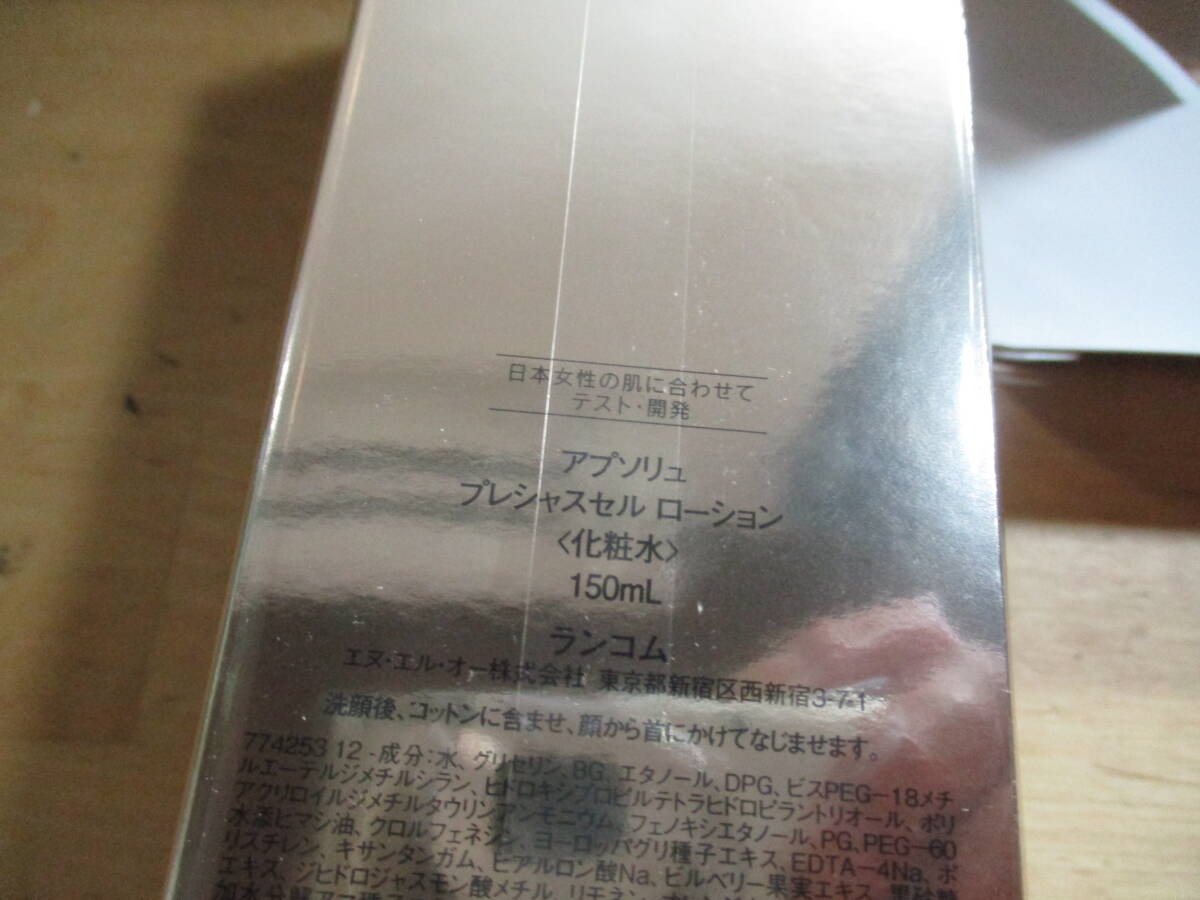 日本女性の肌に合わせて
テスト・開発
アプソリュ
プレシャスセル ローション
〈化粧水〉
150mL
ランコム
エヌ・エル・オー株式会社 東京都新宿区西新宿3-7-1
洗顔後、コットンに含ませ、顔から首にかけてなじませます。
774253 12 - 成分:水、グリセリン、BG、エタノール、DPG、ビスPEG-18メチ
ルエーテルジメチルシラン、ヒドロキシプロピルテトラヒドロピラントリオール、ポリ
アクリロイルジメチルタウリンアンモニウム、フェノキシエタノール、PG、PEG-60
水添ヒマシ油、クロルフェネシン、ヨーロッパグリ種子エキス、EDTA-4Na、ポ
リスチレン、キサンタンガム、ヒアルロン酸Na、ビルベリー果実エキス、黒砂糖
エキス、ジヒドロジャスモン酸メチル、リモネン
加水分解アマ種子